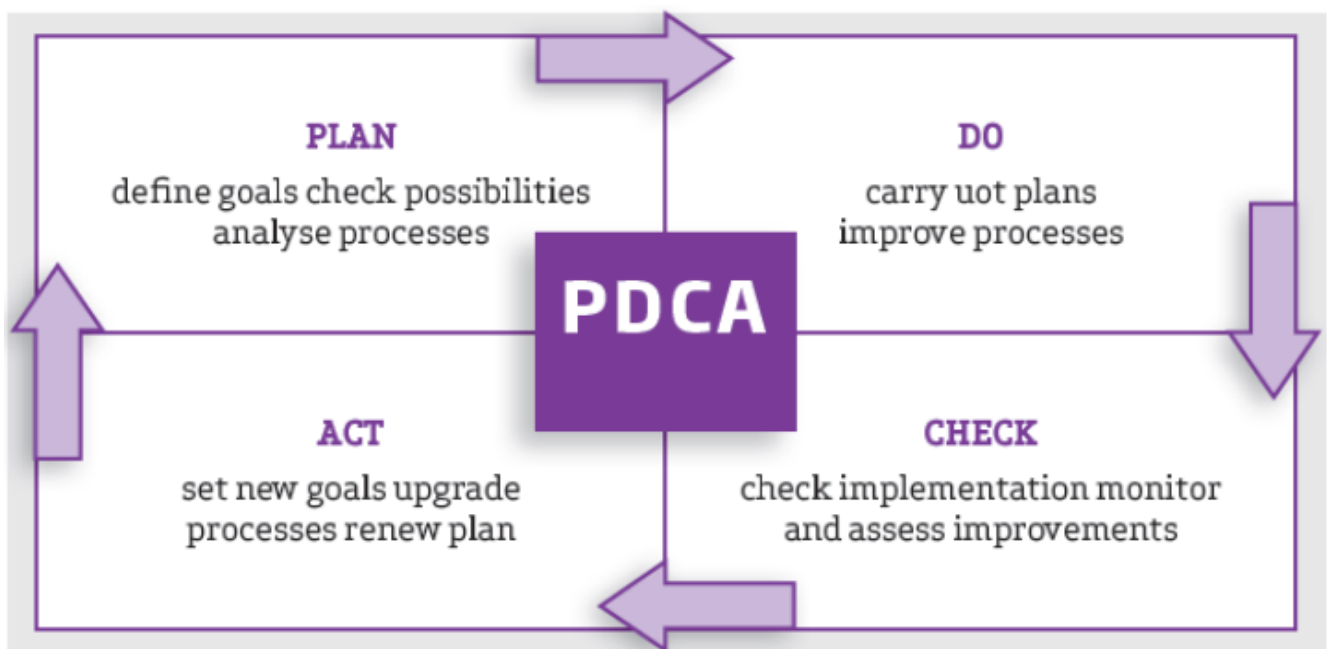 PLAN
define goals check possibilities
analyse processes
DO
carry uot plans
improve processes
PDCA
ACT
set new goals upgrade
processes renew plan
CHECK
check implementation monitor
and assess improvements